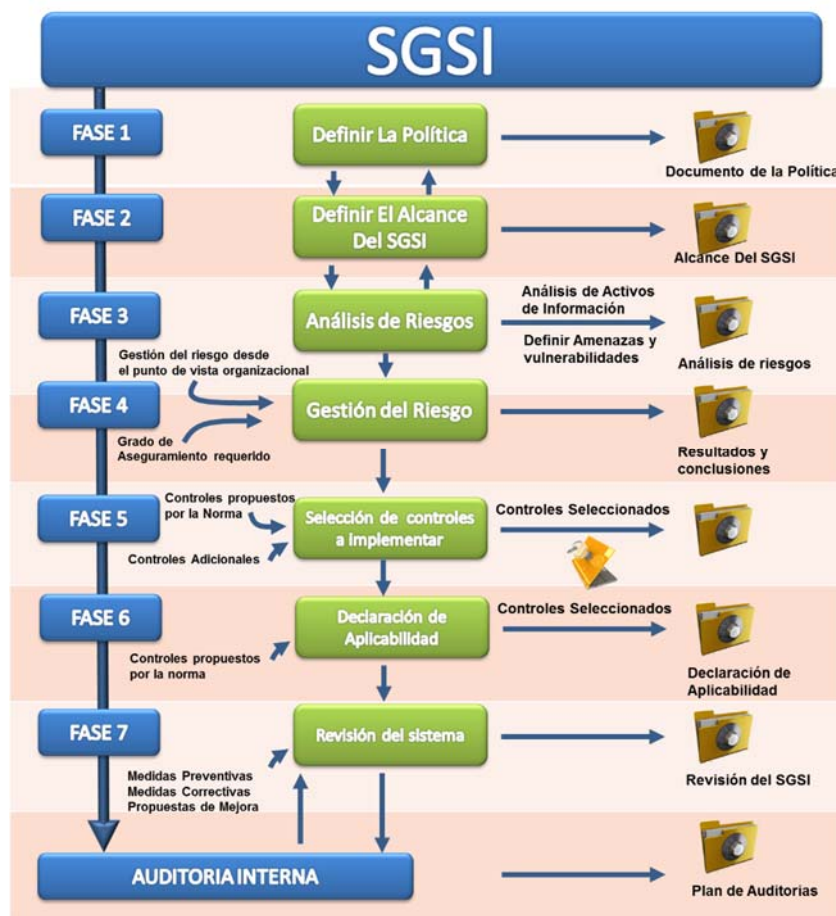 SGSI
FASE 1
Definir La Política
Documento de la Política
FASE 2
Definir El Alcance
Del SGSI
Alcance Del SGSI
FASE 3
Análisis de Riesgos
Análisis de Activos
de Información
Definir Amenazas y
vulnerabilidades
Análisis de riesgos
Gestión del riesgo desde
el punto de vista organizacional
FASE 4
Gestión del Riesgo
Grado de
Aseguramiento requerido
Resultados y
conclusiones
Controles propuestos
por la Norma
FASE 5
Selección de controles
a implementar
Controles Seleccionados
Controles Adicionales
FASE 6
Declaración de
Aplicabilidad
Controles Seleccionados
Controles propuestos
por la norma
Declaración de
Aplicabilidad
FASE 7
Revisión del sistema
Medidas Preventivas
Medidas Correctivas
Propuestas de Mejora
Revisión del SGSI
AUDITORIA INTERNA
Plan de Auditorias